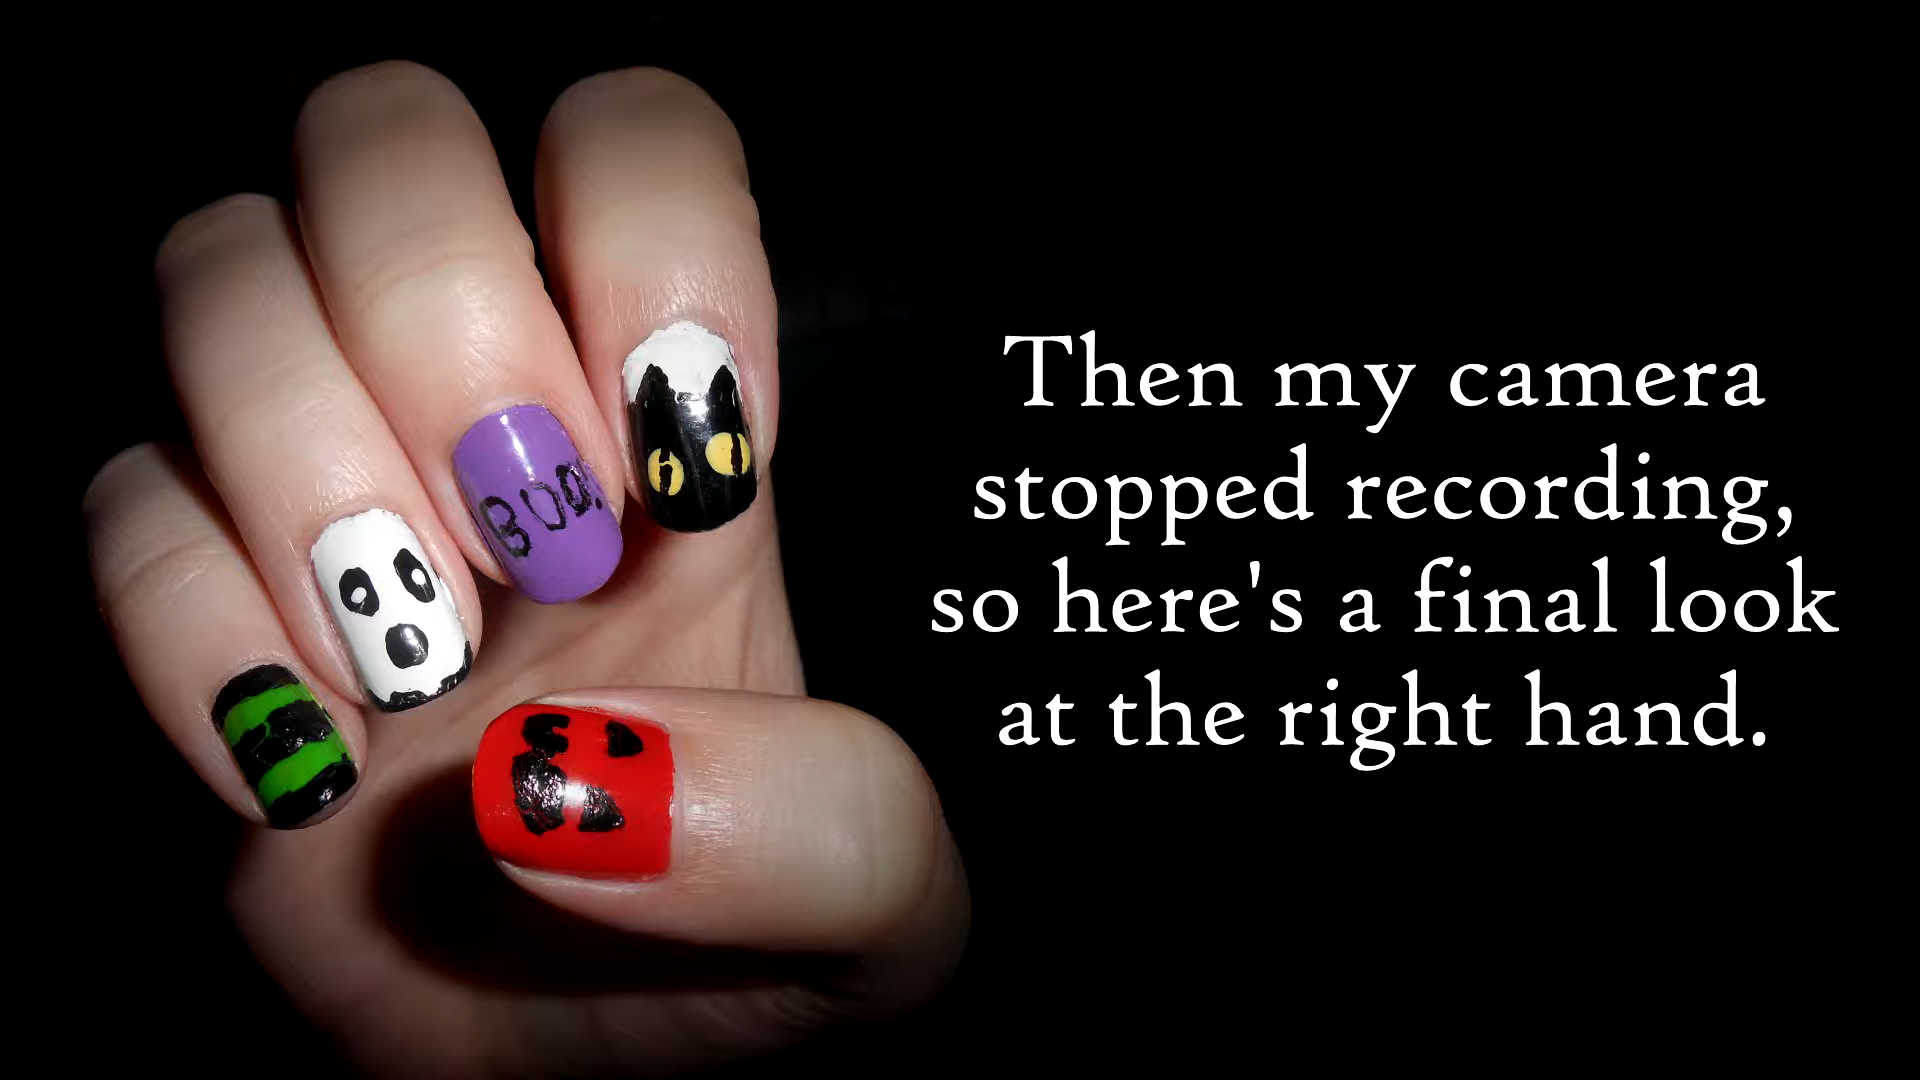 BOO!
Then my camera
stopped recording,
so here's a final look
at the right hand.